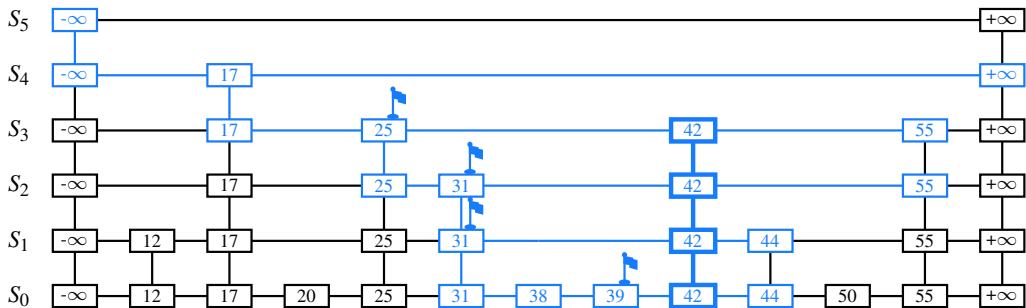 S5 -∞ +∞
S4 -∞ 17 +∞
S3 -∞ 17 25 42 55 +∞
S2 -∞ 17 25 31 42 55 +∞
S1 -∞ 12 17 25 31 42 44 55 +∞
S0 -∞ 12 17 20 25 31 38 39 42 44 50 55 +∞